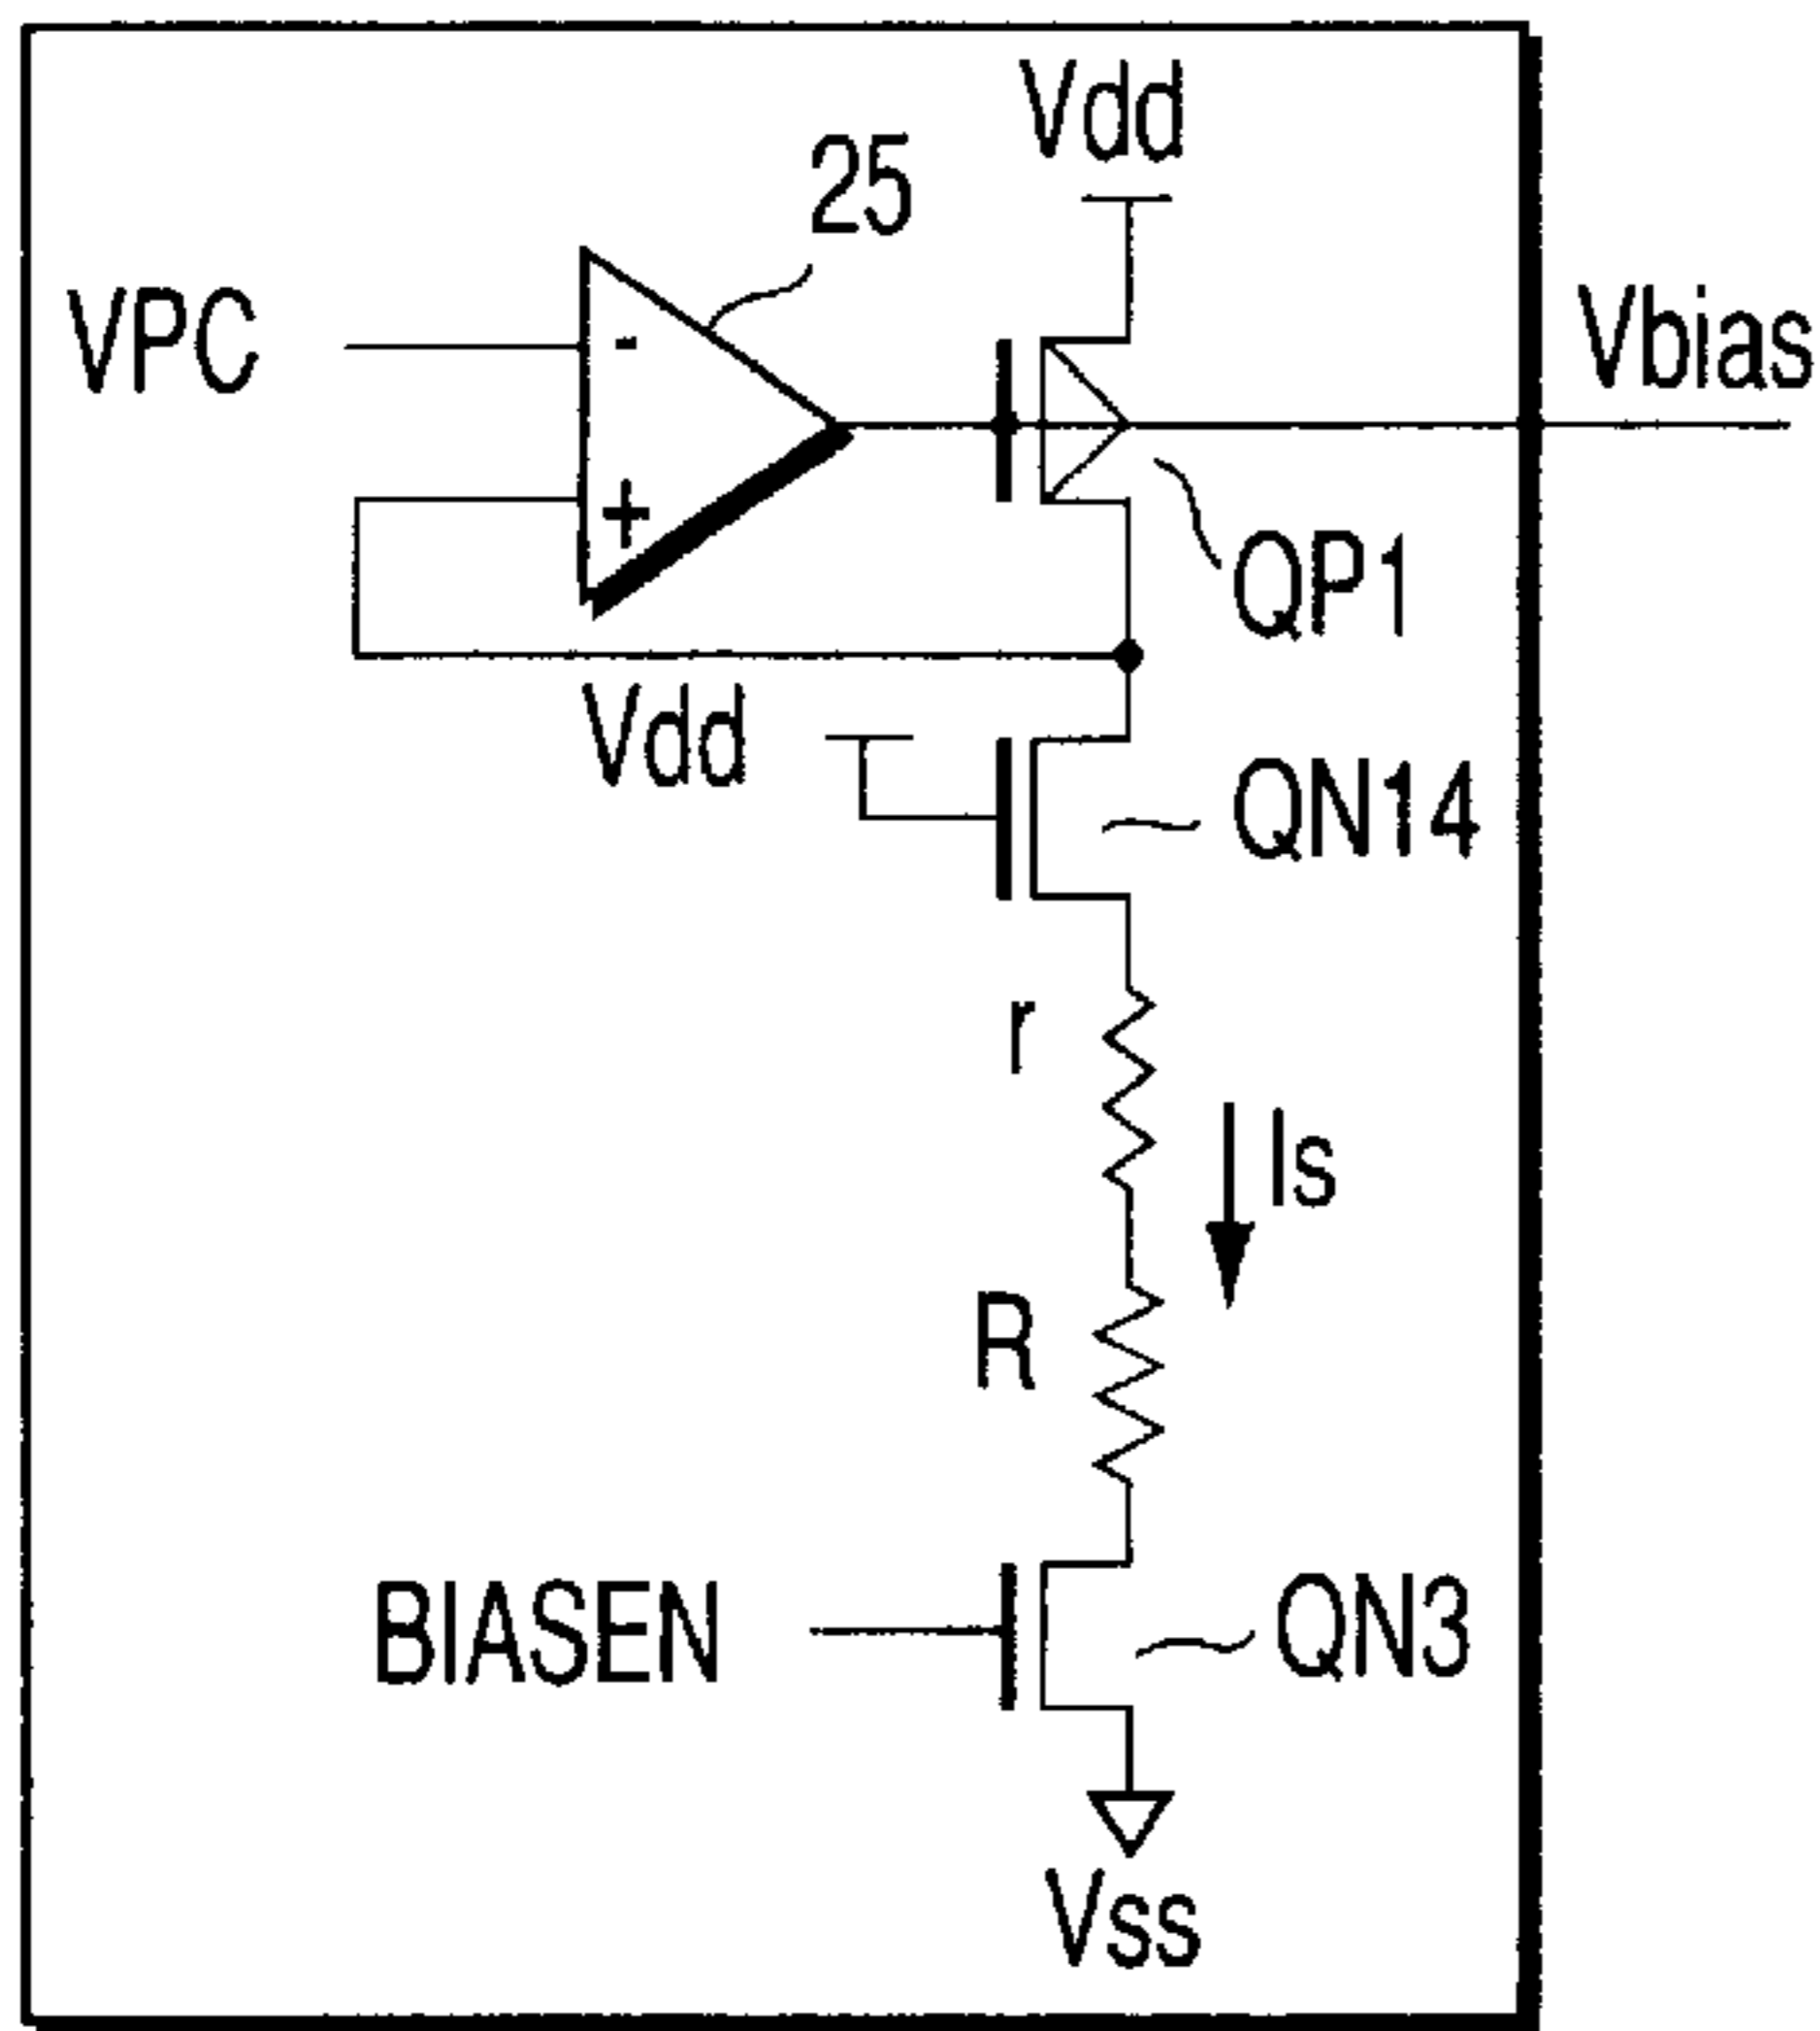 Vdd
25
VPC
-
Vbias
+
QP1
Vdd
QN14
r
Is
R
BIASEN
QN3
Vss